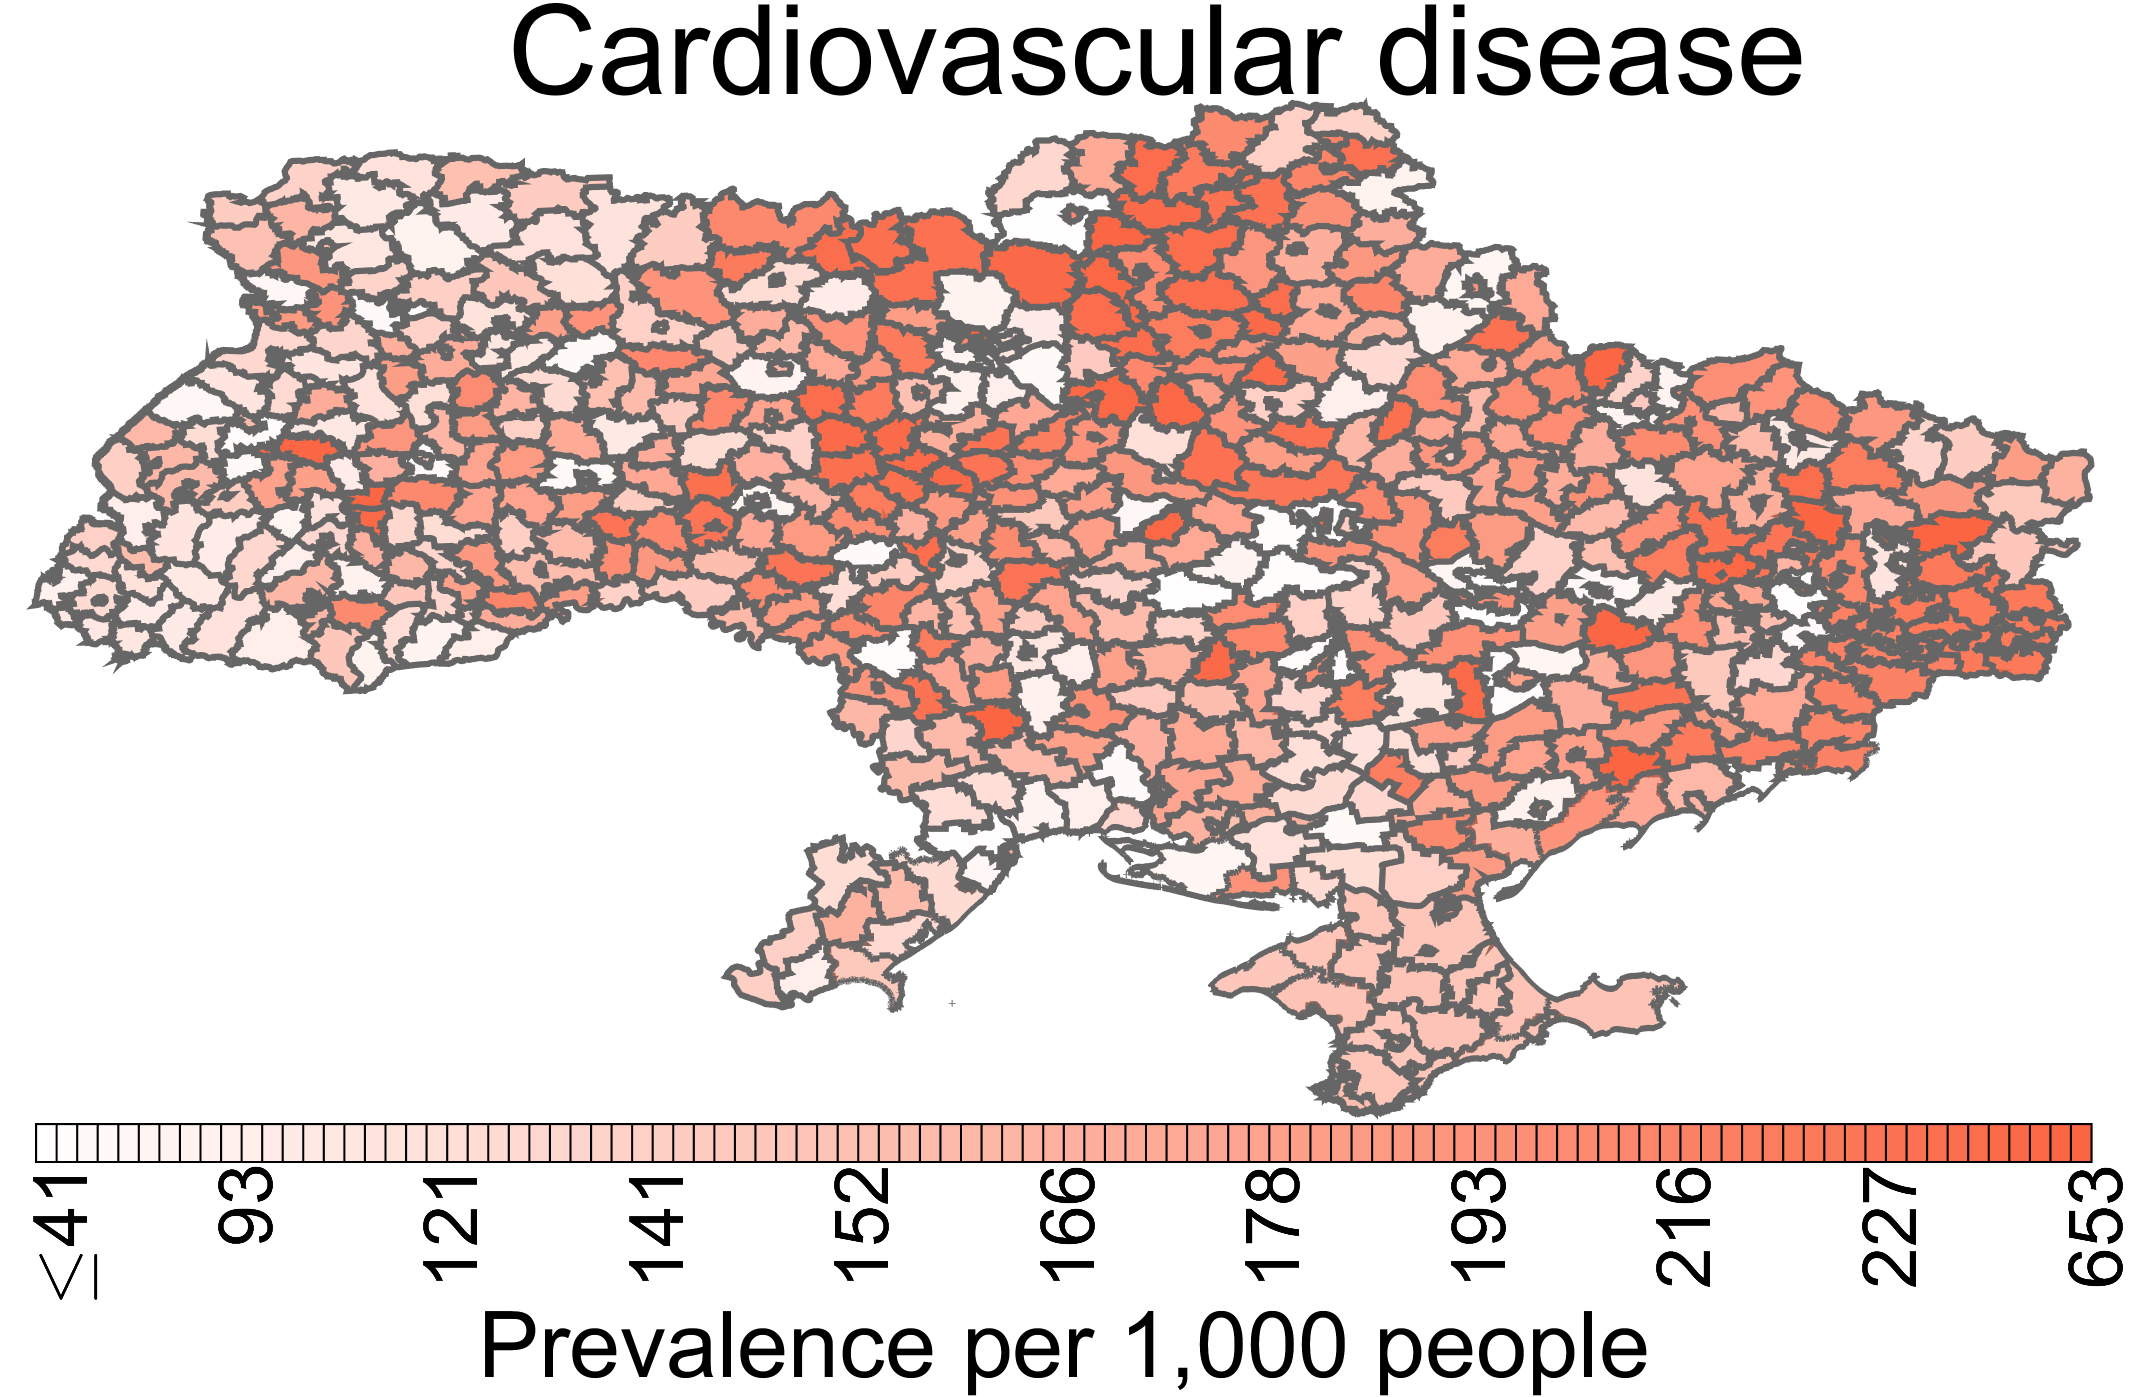 Cardiovascular disease
≤41 93 121 141 152 166 178 193 216 227 653
Prevalence per 1,000 people